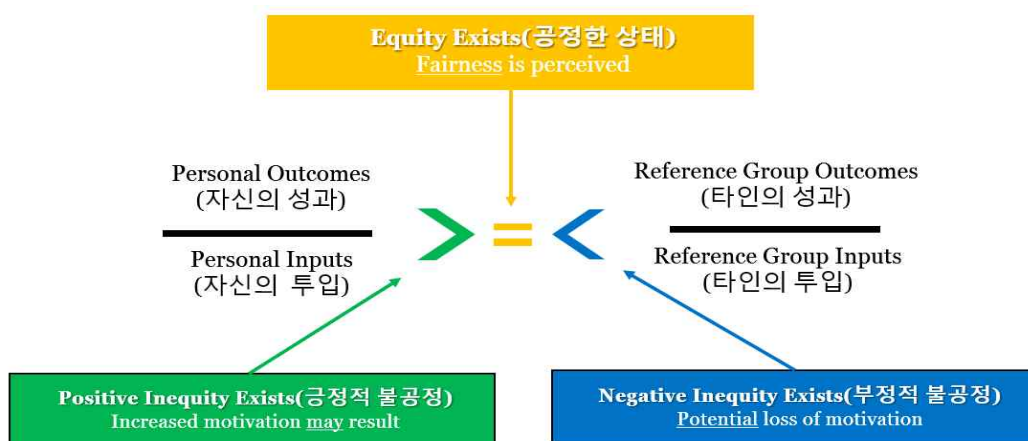 Equity Exists(공정한 상태)
Fairness is perceived
Personal Outcomes
(자신의 성과)
Personal Inputs
(자신의 투입)
> = <
Reference Group Outcomes
(타인의 성과)
Reference Group Inputs
(타인의 투입)
Positive Inequity Exists(긍정적 불공정)
Increased motivation may result
Negative Inequity Exists(부정적 불공정)
Potential loss of motivation